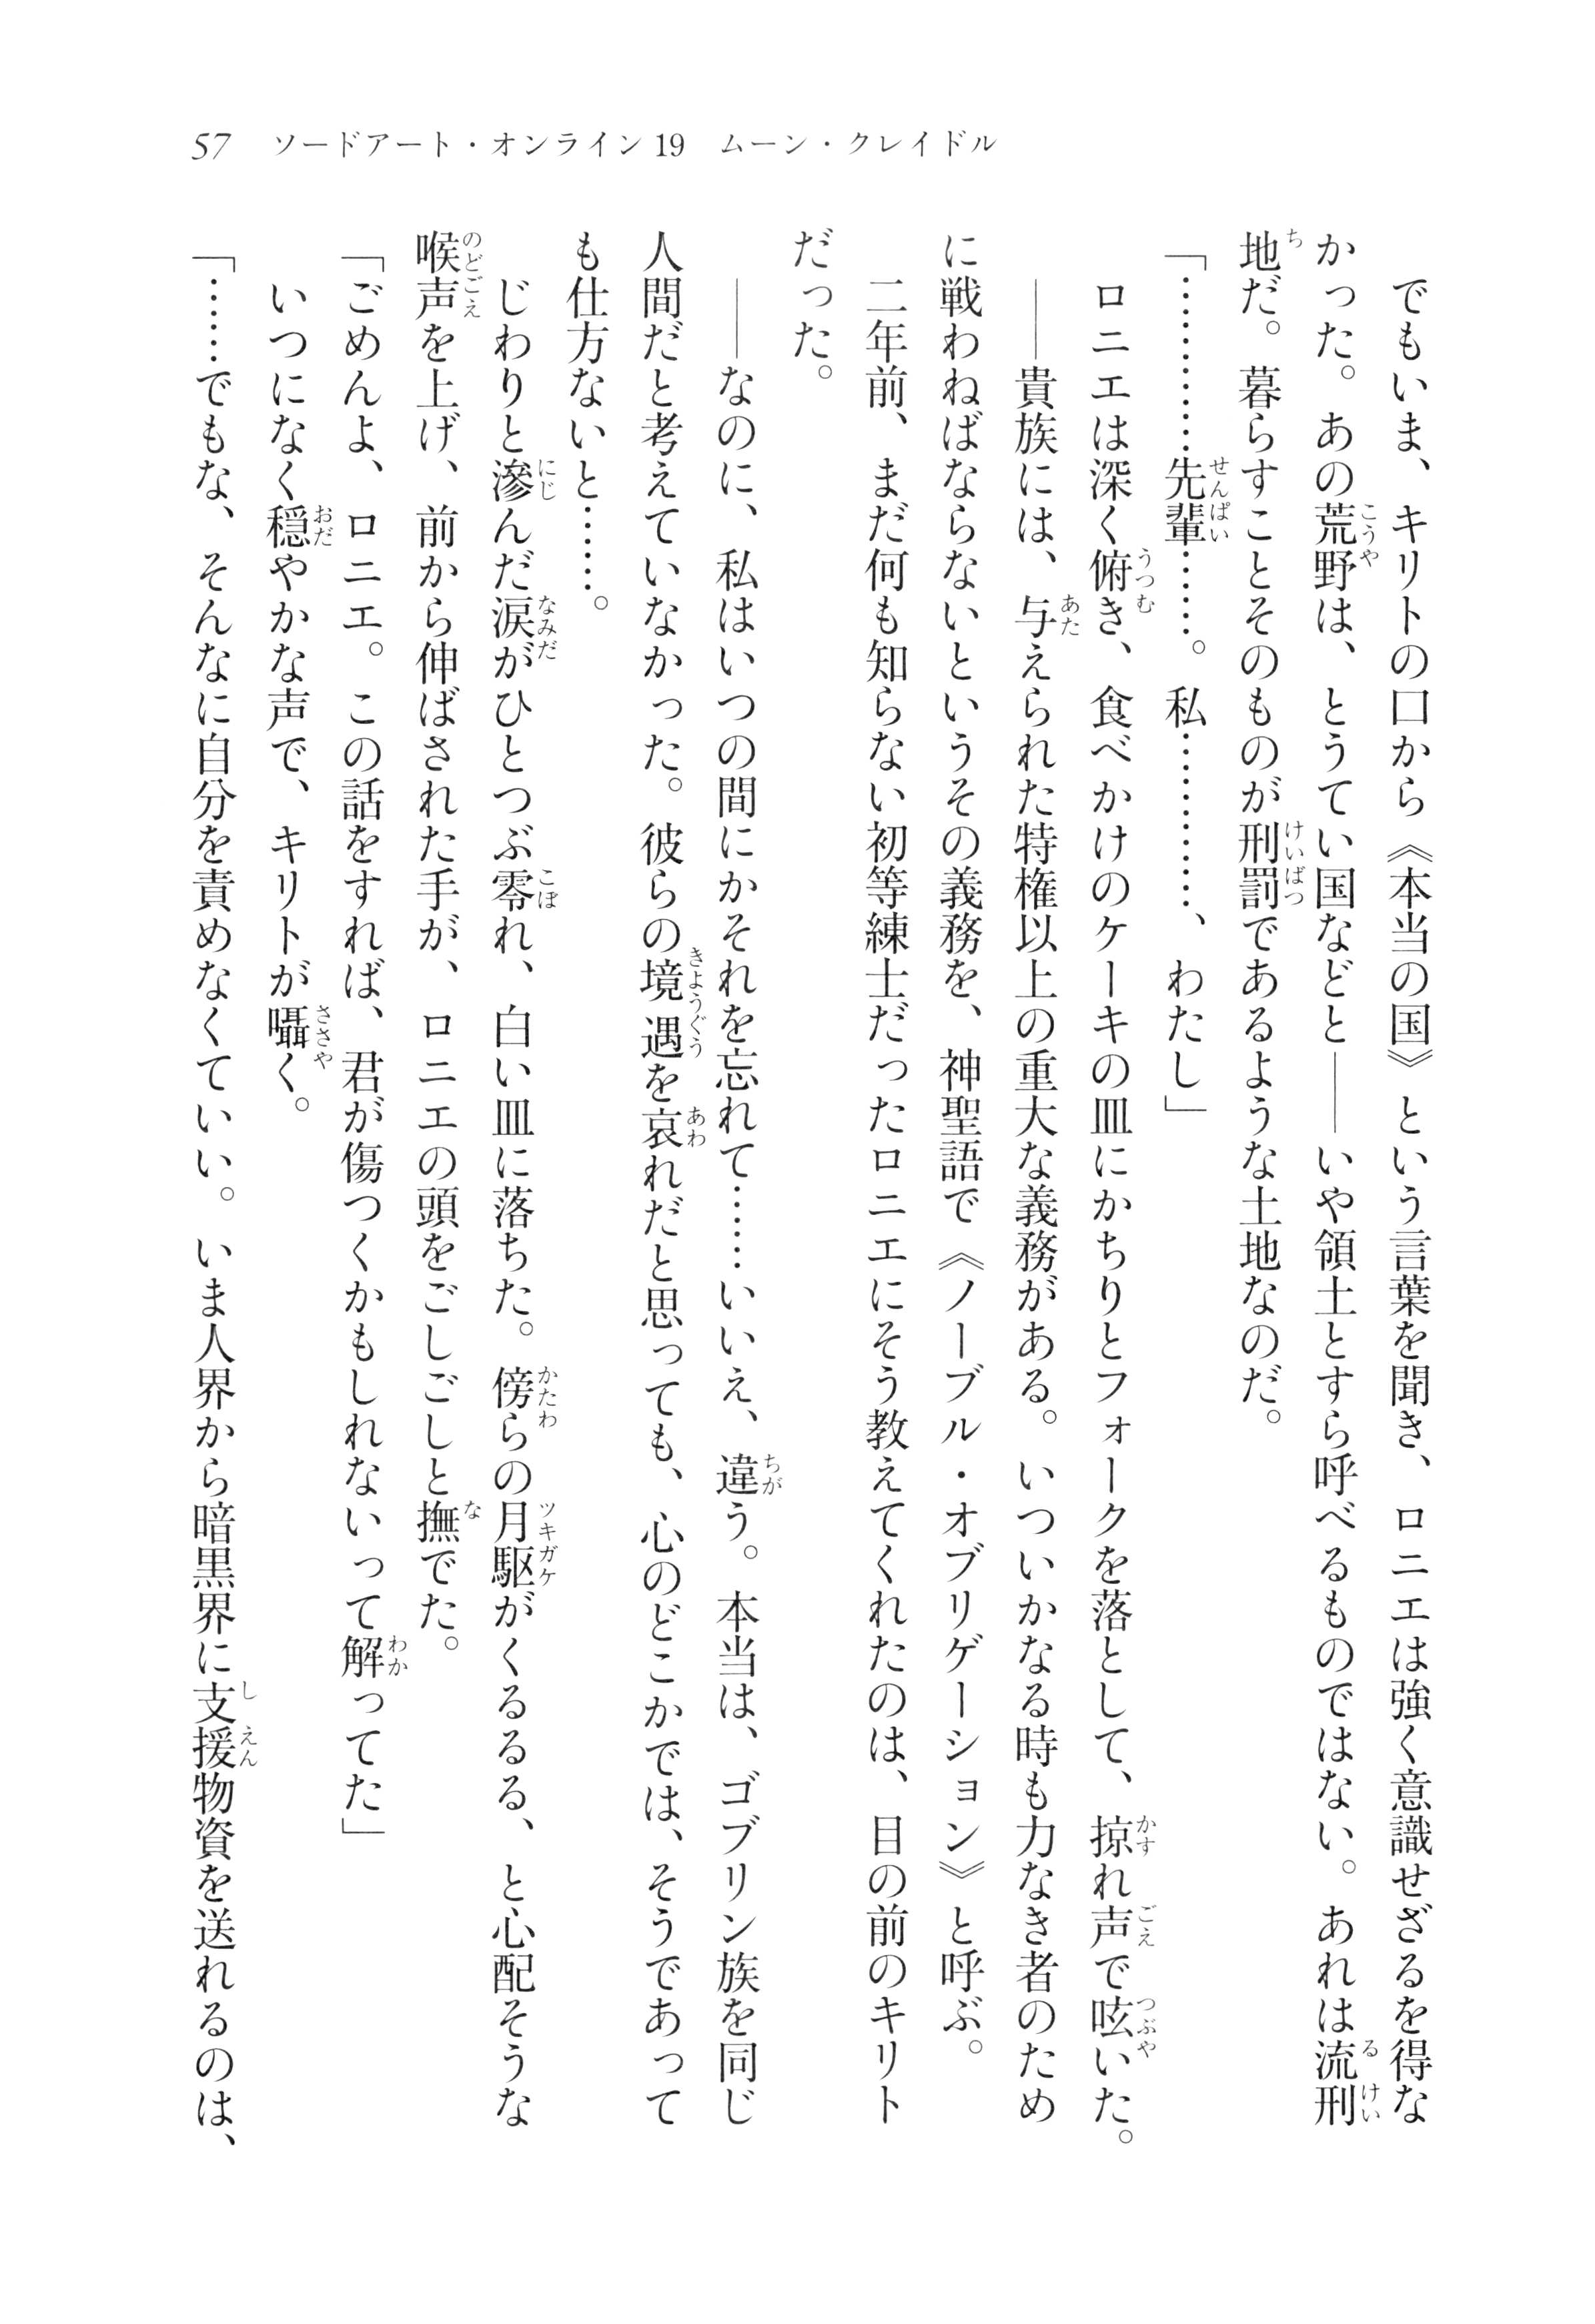 57　ソードアート・オンライン19　ムーン・クレイドル
　でもいま、キリトの口から《本当の国》という言葉を聞き、ロニエは強く意識せざるを得な
かった。あの荒野は、とうてい国などと――いや領土とすら呼べるものではない。あれは流刑
地だ。暮らすことそのものが刑罰であるような土地なのだ。
「…………先輩……。私…………、わたし」
　ロニエは深く俯き、食べかけのケーキの皿にかちりとフォークを落として、掠れ声で呟いた。
　――貴族には、与えられた特権以上の重大な義務がある。いついかなる時も力なき者のため
に戦わねばならないというその義務を、神聖語で《ノーブル・オブリゲーション》と呼ぶ。
　二年前、まだ何も知らない初等練士だったロニエにそう教えてくれたのは、目の前のキリト
だった。
　――なのに、私はいつの間にかそれを忘れて……いいえ、違う。本当は、ゴブリン族を同じ
人間だと考えていなかった。彼らの境遇を哀れだと思っても、心のどこかでは、そうであって
も仕方ないと……。
　じわりと滲んだ涙がひとつぶ零れ、白い皿に落ちた。傍らの月駆がくるるる、と心配そうな
喉声を上げ、前から伸ばされた手が、ロニエの頭をごしごしと撫でた。
「ごめんよ、ロニエ。この話をすれば、君が傷つくかもしれないって解ってた」
　いつになく穏やかな声で、キリトが囁く。
「……でもな、そんなに自分を責めなくていい。いま人界から暗黒界に支援物資を送れるのは、